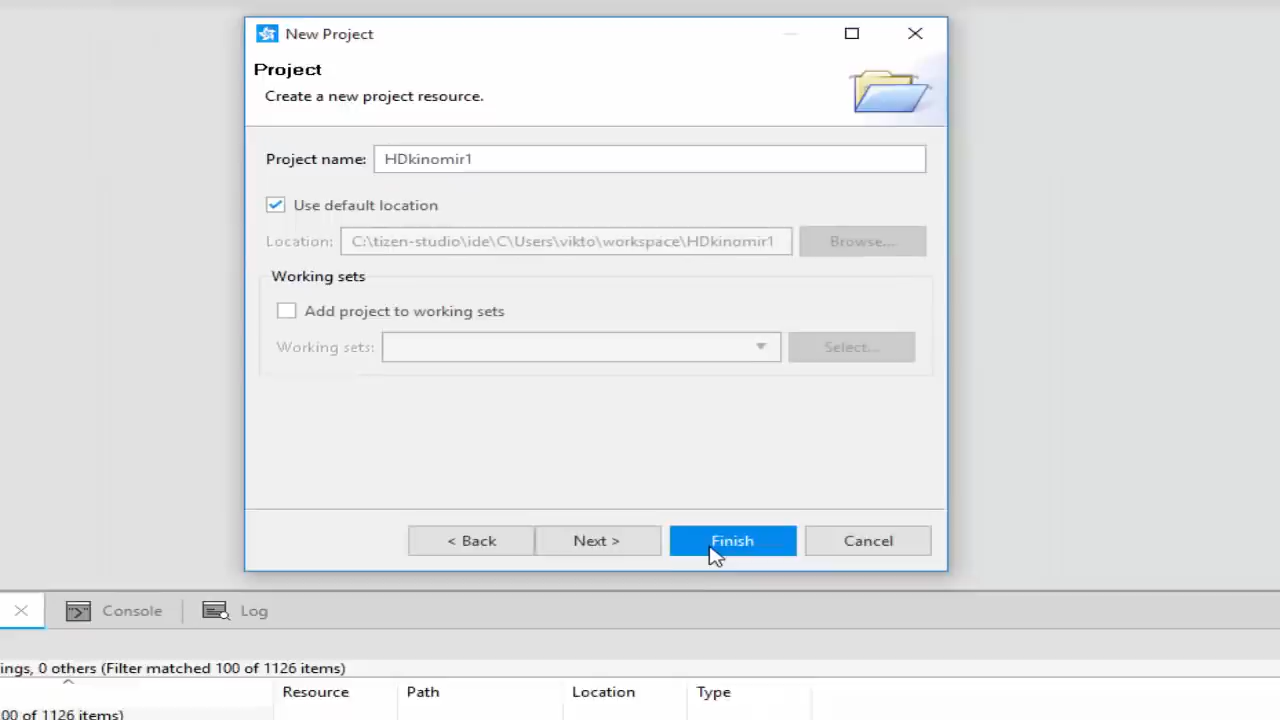 New Project
Project
Create a new project resource.
Project name: HDkinomir1
Use default location
Location: C:\tizen-studio\ide\C\Users\vikto\workspace\HDkinomir1 Browse...
Working sets
Add project to working sets
Working sets: Select...
< Back Next > Finish Cancel
Console Log
ings, 0 others (Filter matched 100 of 1126 items)
Resource Path Location Type
00 of 1126 items)